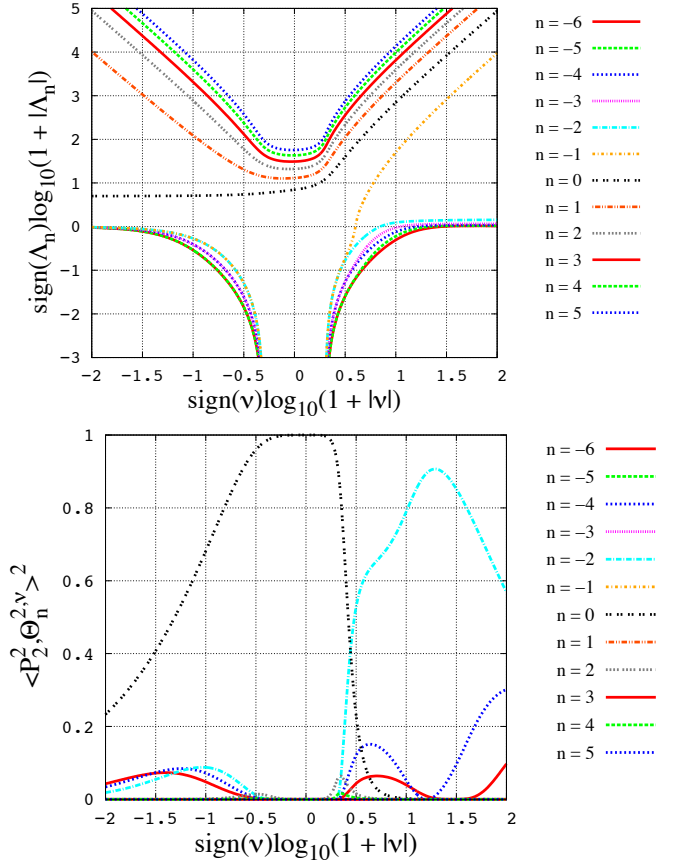 5
4
3
2
1
0
−1
−2
−3
sign(Λn)log10(1 + |Λn|)
−2 −1.5 −1 −0.5 0 0.5 1 1.5 2
sign(ν)log10(1 + |ν|)
n = −6
n = −5
n = −4
n = −3
n = −2
n = −1
n = 0
n = 1
n = 2
n = 3
n = 4
n = 5
1
0.8
0.6
0.4
0.2
0
<P_2^2,Θ_n^{2,ν}>^2
−2 −1.5 −1 −0.5 0 0.5 1 1.5 2
sign(ν)log10(1 + |ν|)
n = −6
n = −5
n = −4
n = −3
n = −2
n = −1
n = 0
n = 1
n = 2
n = 3
n = 4
n = 5